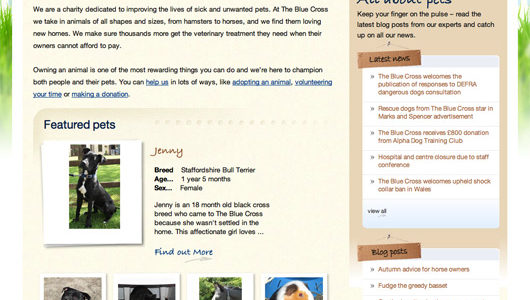 We are a charity dedicated to improving the lives of sick and unwanted pets. At The Blue Cross
we take in animals of all shapes and sizes, from hamsters to horses, and we find them loving
new homes. We make sure thousands more get the veterinary treatment they need when their
owners cannot afford to pay.
Owning an animal is one of the most rewarding things you can do and we're here to champion
both people and their pets. You can help us in lots of ways, like adopting an animal, volunteering
your time or making a donation.
Featured pets
Jenny
Breed Staffordshire Bull Terrier
Age... 1 year 5 months
Sex... Female
Jenny is an 18 month old black cross
breed who came to The Blue Cross
because she wasn't settled in the
home. This affectionate girl loves ...
Find out More
All about pets
Keep your finger on the pulse – read the
latest blog posts from our experts and catch
up on all our news.
Latest news
» The Blue Cross welcomes the
publication of responses to DEFRA
dangerous dogs consultation
» Rescue dogs from The Blue Cross star in
Marks and Spencer advertisement
» The Blue Cross receives £800 donation
from Alpha Dog Training Club
» Hospital and centre closure due to staff
conference
» The Blue Cross welcomes upheld shock
collar ban in Wales
view all
Blog posts
» Autumn advice for horse owners
» Fudge the greedy basset